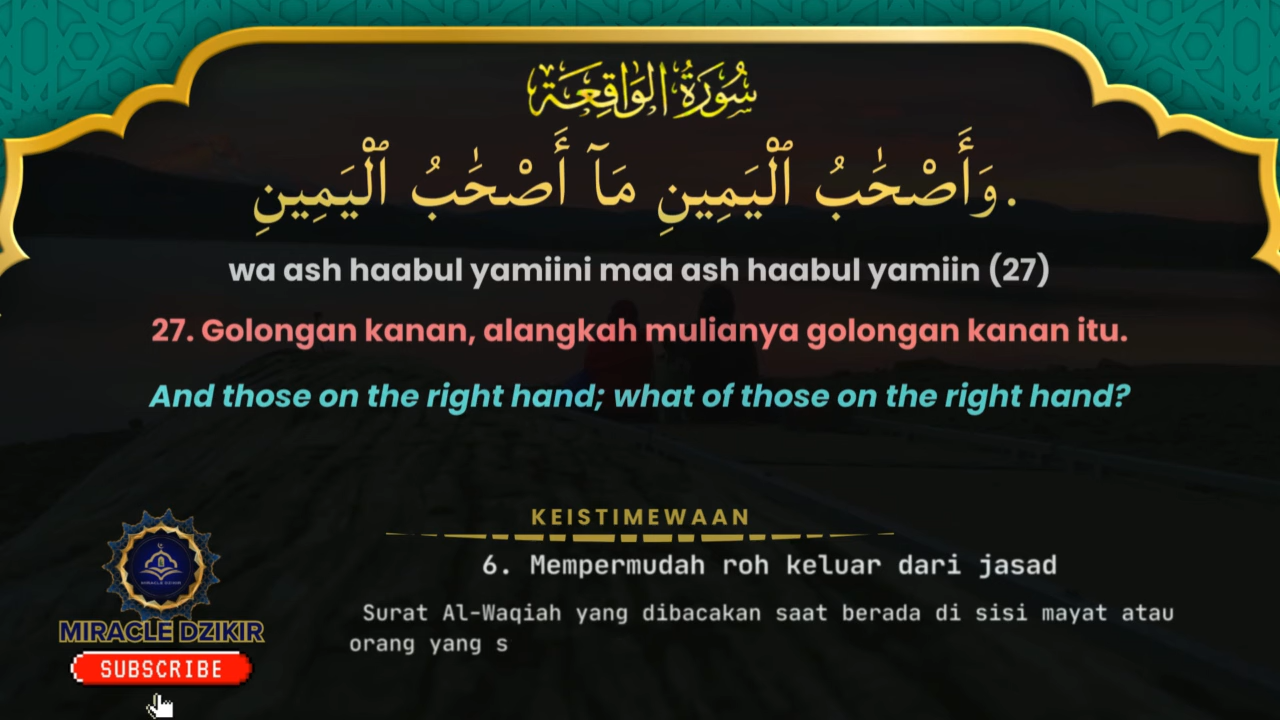 سُورَةُ الوَاقِعَة
وَأَصْحَٰبُ ٱلْيَمِينِ مَآ أَصْحَٰبُ ٱلْيَمِينِ.
wa ash haabul yamiini maa ash haabul yamiin (27)
27. Golongan kanan, alangkah mulianya golongan kanan itu.
And those on the right hand; what of those on the right hand?
KEISTIMEWAAN
6. Mempermudah roh keluar dari jasad
Surat Al-Waqiah yang dibacakan saat berada di sisi mayat atau
orang yang s
MIRACLE DZIKIR
MIRACLE DZIKIR
SUBSCRIBE